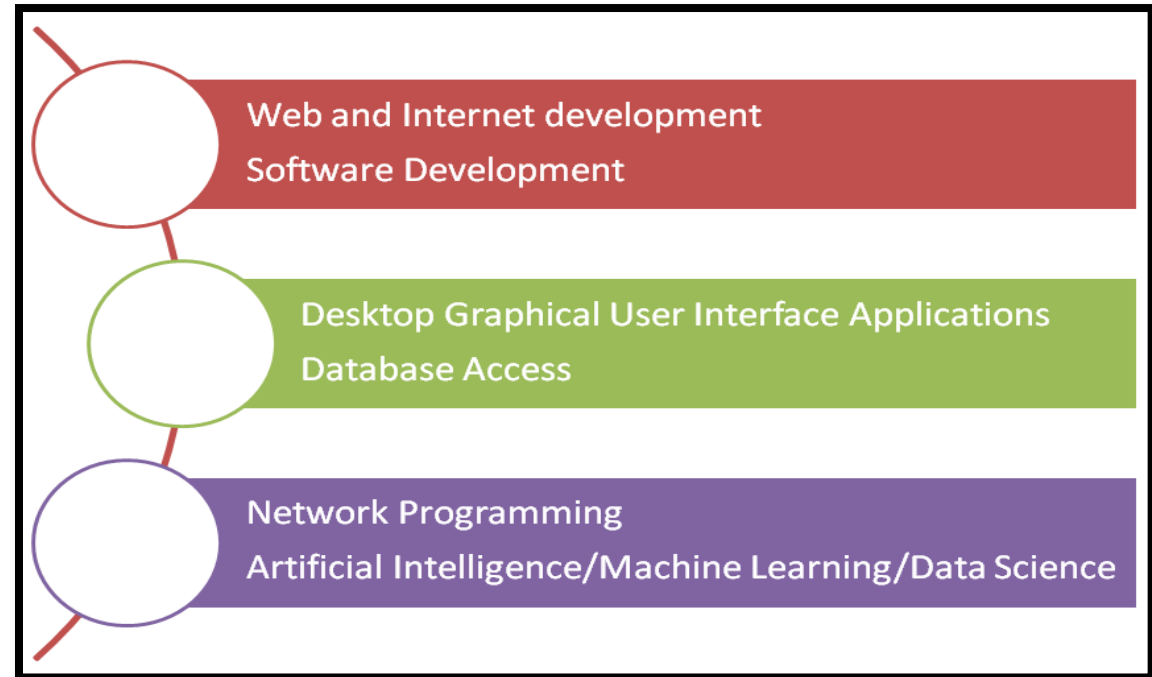 Web and Internet development
Software Development
Desktop Graphical User Interface Applications
Database Access
Network Programming
Artificial Intelligence/Machine Learning/Data Science